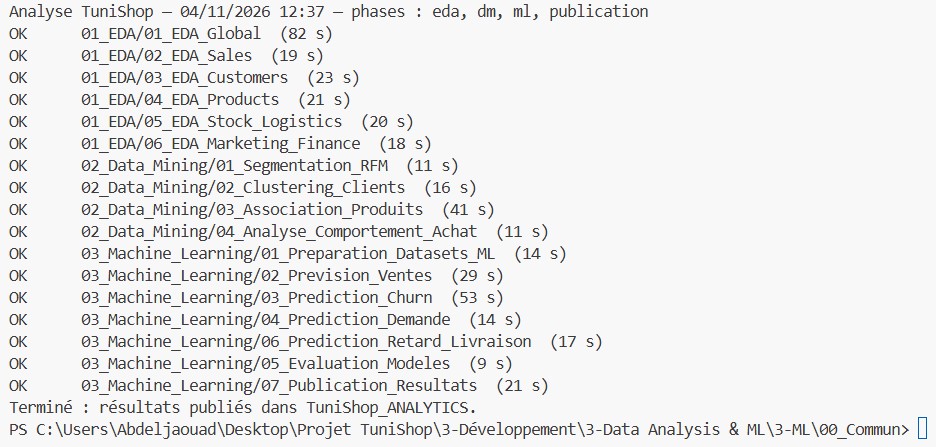 Analyse TuniShop — 04/11/2026 12:37 — phases : eda, dm, ml, publication
OK      01_EDA/01_EDA_Global  (82 s)
OK      01_EDA/02_EDA_Sales  (19 s)
OK      01_EDA/03_EDA_Customers  (23 s)
OK      01_EDA/04_EDA_Products  (21 s)
OK      01_EDA/05_EDA_Stock_Logistics  (20 s)
OK      01_EDA/06_EDA_Marketing_Finance  (18 s)
OK      02_Data_Mining/01_Segmentation_RFM  (11 s)
OK      02_Data_Mining/02_Clustering_Clients  (16 s)
OK      02_Data_Mining/03_Association_Produits  (41 s)
OK      02_Data_Mining/04_Analyse_Comportement_Achat  (11 s)
OK      03_Machine_Learning/01_Preparation_Datasets_ML  (14 s)
OK      03_Machine_Learning/02_Prevision_Ventes  (29 s)
OK      03_Machine_Learning/03_Prediction_Churn  (53 s)
OK      03_Machine_Learning/04_Prediction_Demande  (14 s)
OK      03_Machine_Learning/06_Prediction_Retard_Livraison  (17 s)
OK      03_Machine_Learning/05_Evaluation_Modeles  (9 s)
OK      03_Machine_Learning/07_Publication_Resultats  (21 s)
Terminé : résultats publiés dans TuniShop_ANALYTICS.
PS C:\Users\Abdeljaouad\Desktop\Projet TuniShop\3-Développement\3-Data Analysis & ML\3-ML\00_Commun>